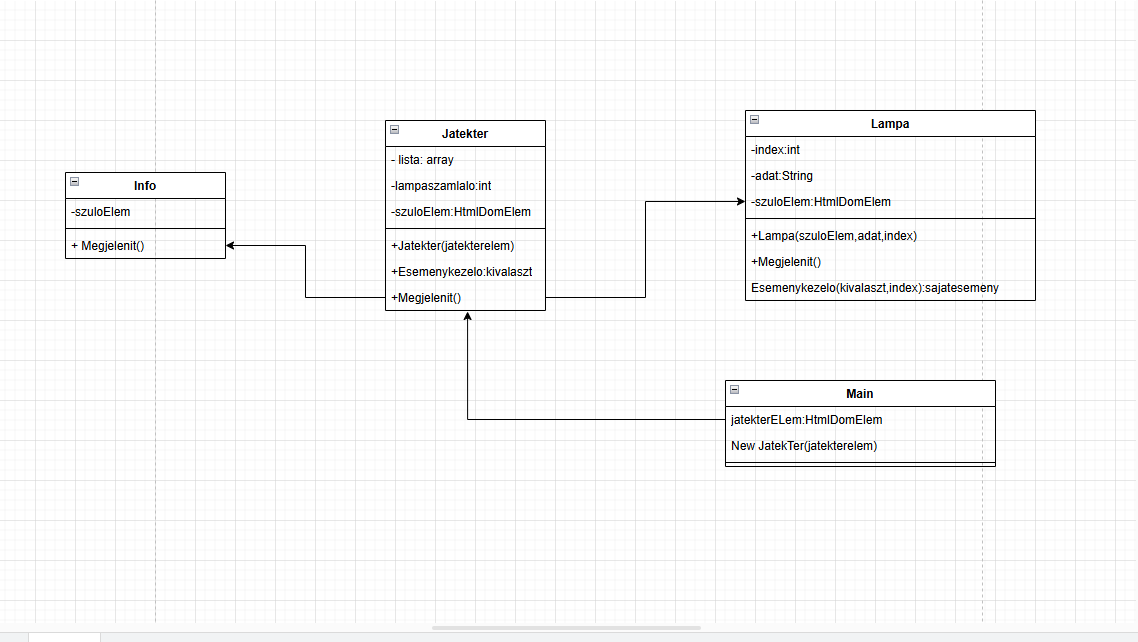 Info
-szuloElem
+ Megjelenit()
Jatekter
- lista: array
-lampaszamlalo:int
-szuloElem:HtmlDomElem
+Jatekter(jatekterelem)
+Esemenykezelo:kivalaszt
+Megjelenit()
Lampa
-index:int
-adat:String
-szuloElem:HtmlDomElem
+Lampa(szuloElem,adat,index)
+Megjelenit()
Esemenykezelo(kivalaszt,index):sajatesemeny
Main
jatekterELem:HtmlDomElem
New JatekTer(jatekterelem)